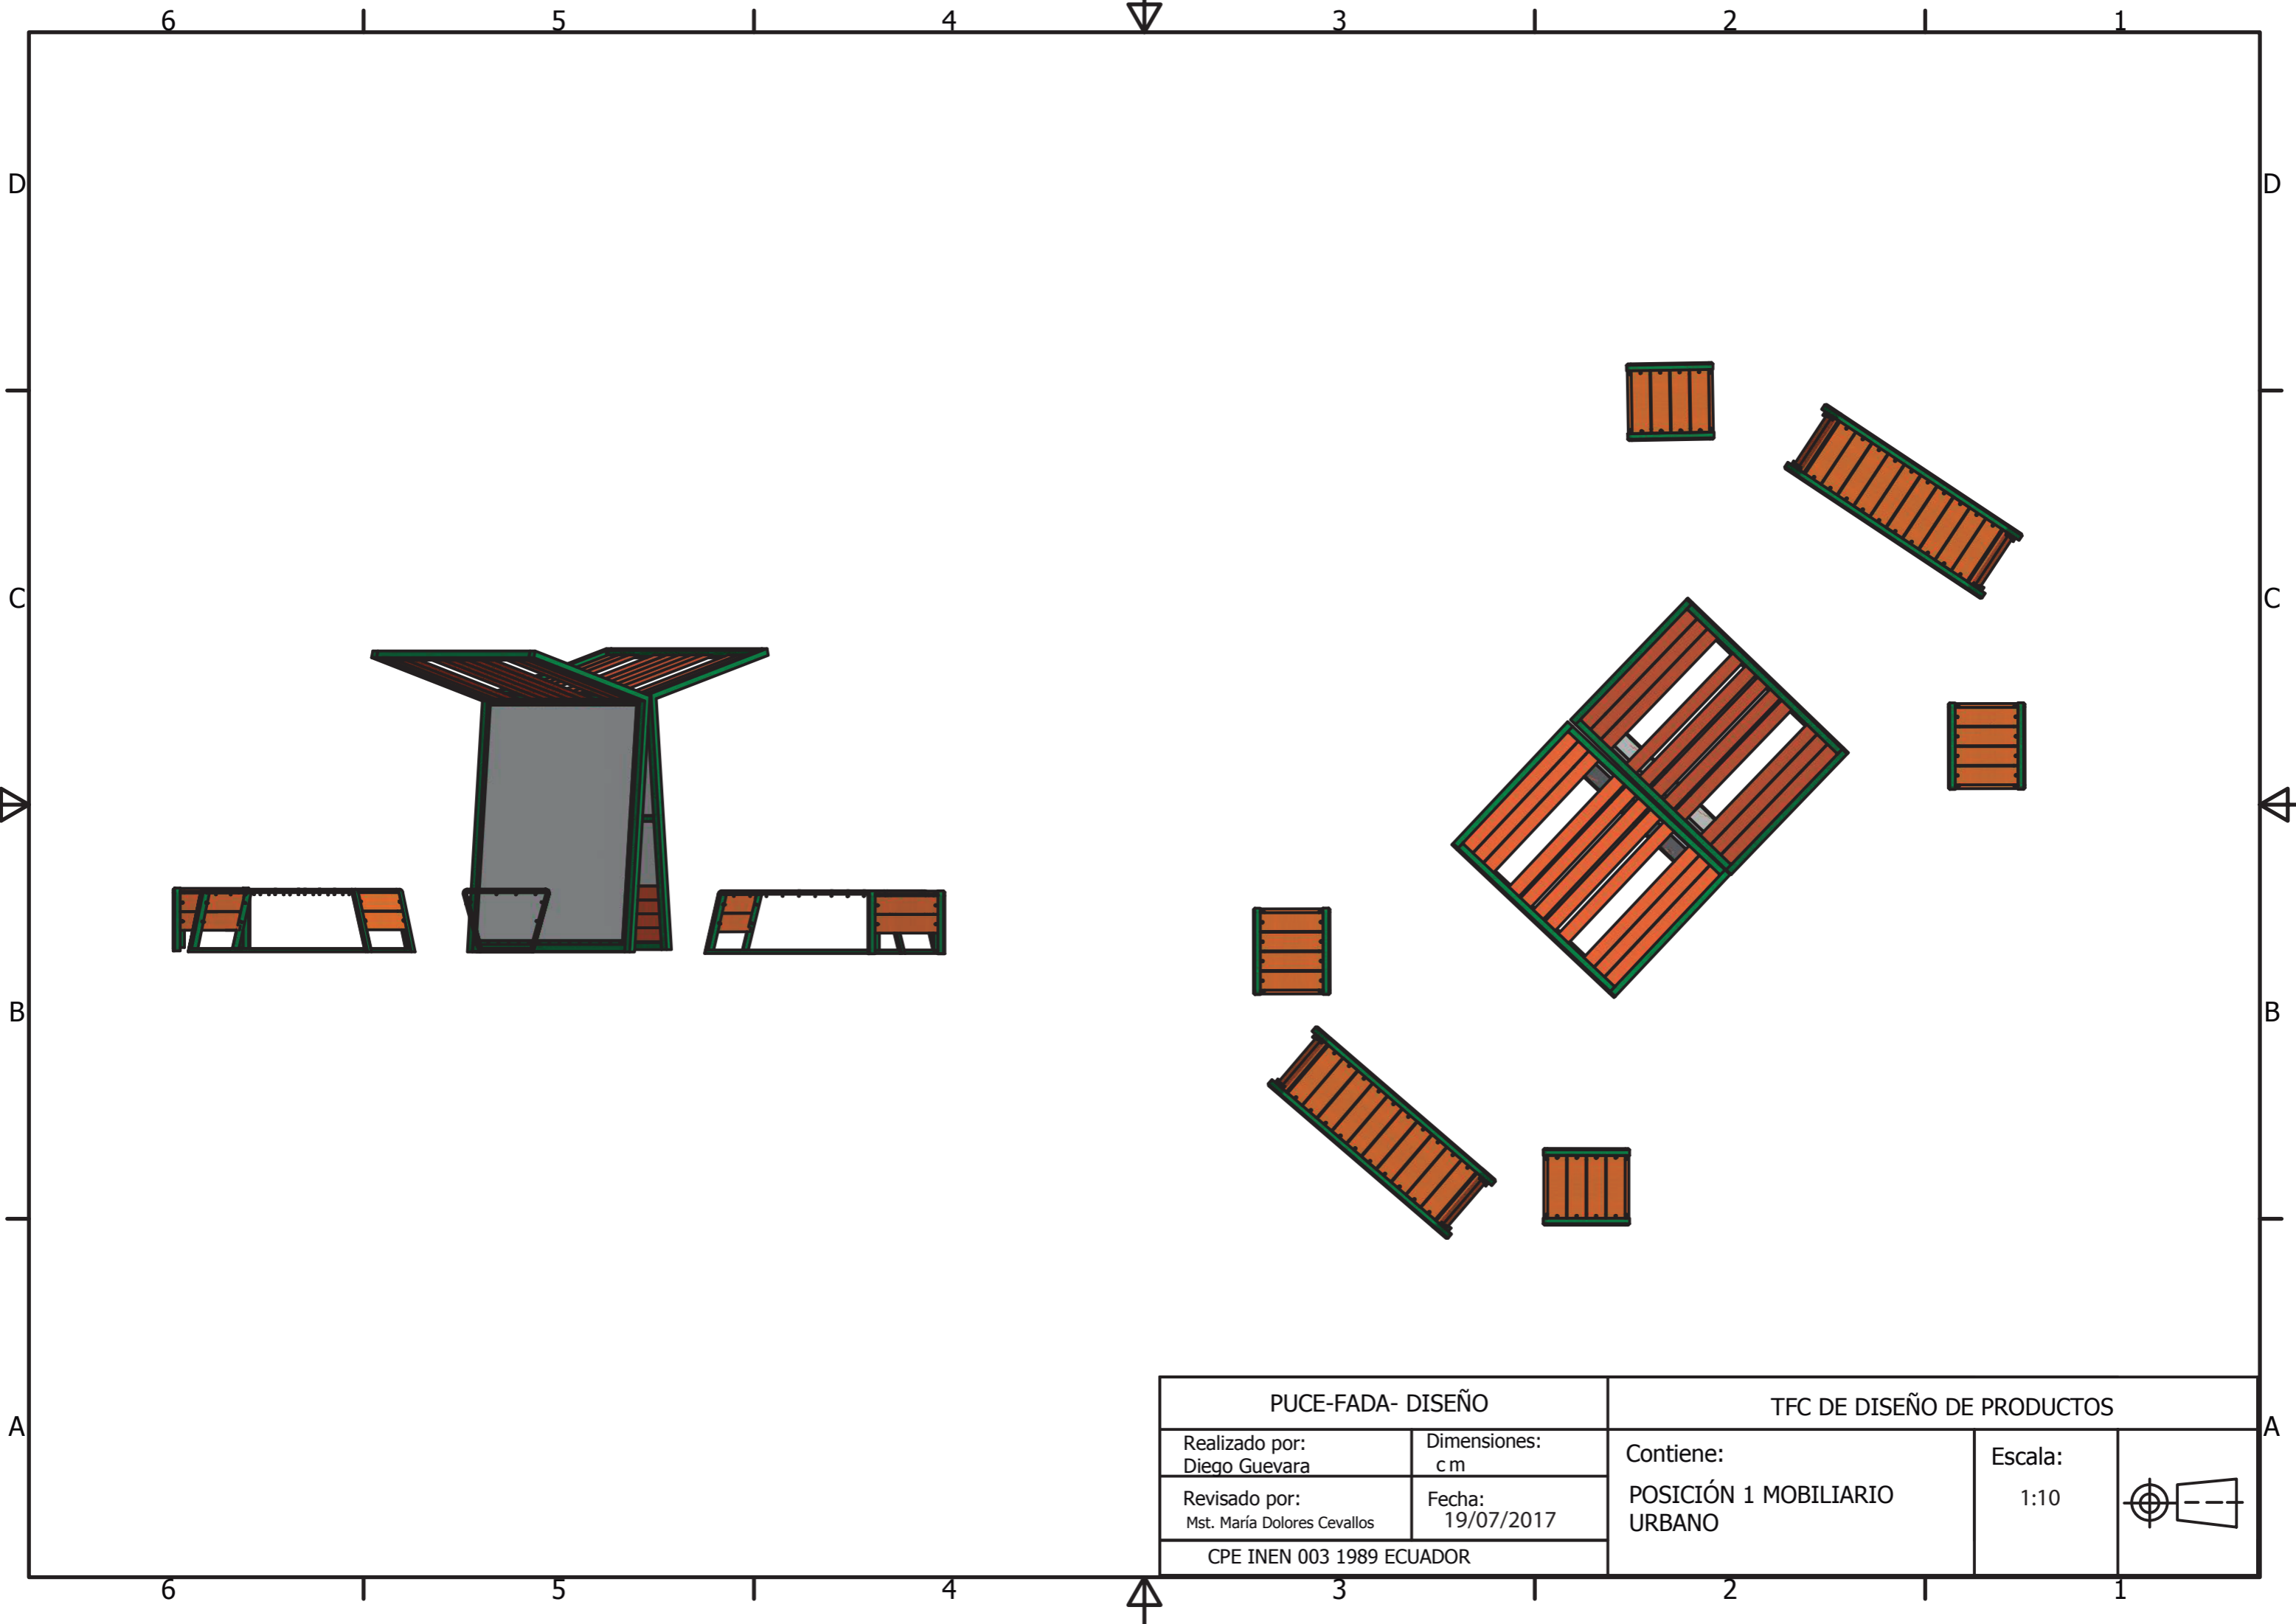 6 5 4 3 2 1
D D
C C
B B
A A
PUCE-FADA- DISEÑO
TFC DE DISEÑO DE PRODUCTOS
Realizado por:
Diego Guevara
Dimensiones:
cm
Revisado por:
Mst. María Dolores Cevallos
Fecha:
19/07/2017
CPE INEN 003 1989 ECUADOR
Contiene:
POSICIÓN 1 MOBILIARIO
URBANO
Escala:
1:10
6 5 4 3 2 1